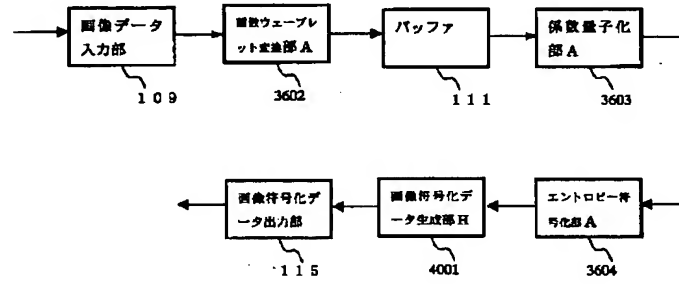 画像データ
入力部
離散ウェーブレ
ット変換部A
バッファ
係数量子化
部A
109
3602
111
3603
画像符号化デ
ータ出力部
画像符号化デ
ータ生成部H
エントロピー符
号化部A
115
4001
3604